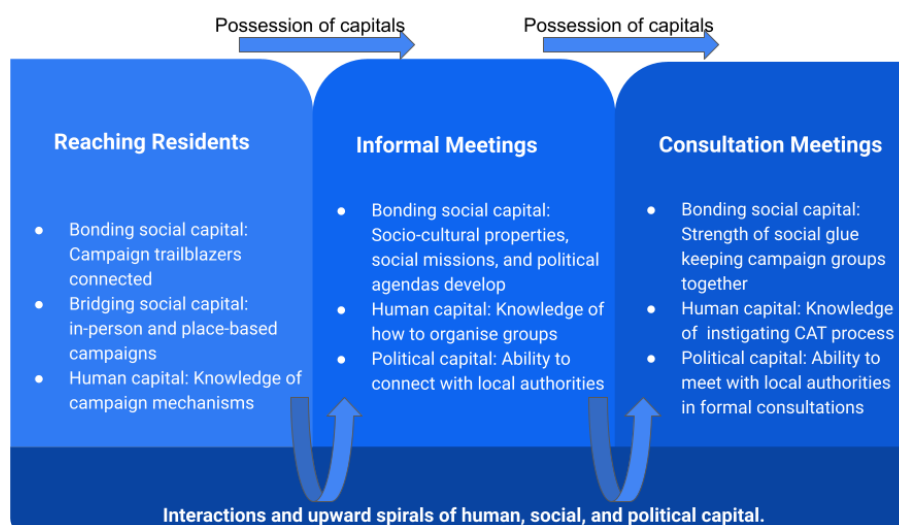 Possession of capitals
Possession of capitals
Reaching Residents
● Bonding social capital:
Campaign trailblazers
connected
● Bridging social capital:
in-person and place-based
campaigns
● Human capital: Knowledge of
campaign mechanisms
Informal Meetings
● Bonding social capital:
Socio-cultural properties,
social missions, and political
agendas develop
● Human capital: Knowledge of
how to organise groups
● Political capital: Ability to
connect with local authorities
Consultation Meetings
● Bonding social capital:
Strength of social glue
keeping campaign groups
together
● Human capital: Knowledge
of instigating CAT process
● Political capital: Ability to
meet with local authorities
in formal consultations
Interactions and upward spirals of human, social, and political capital.